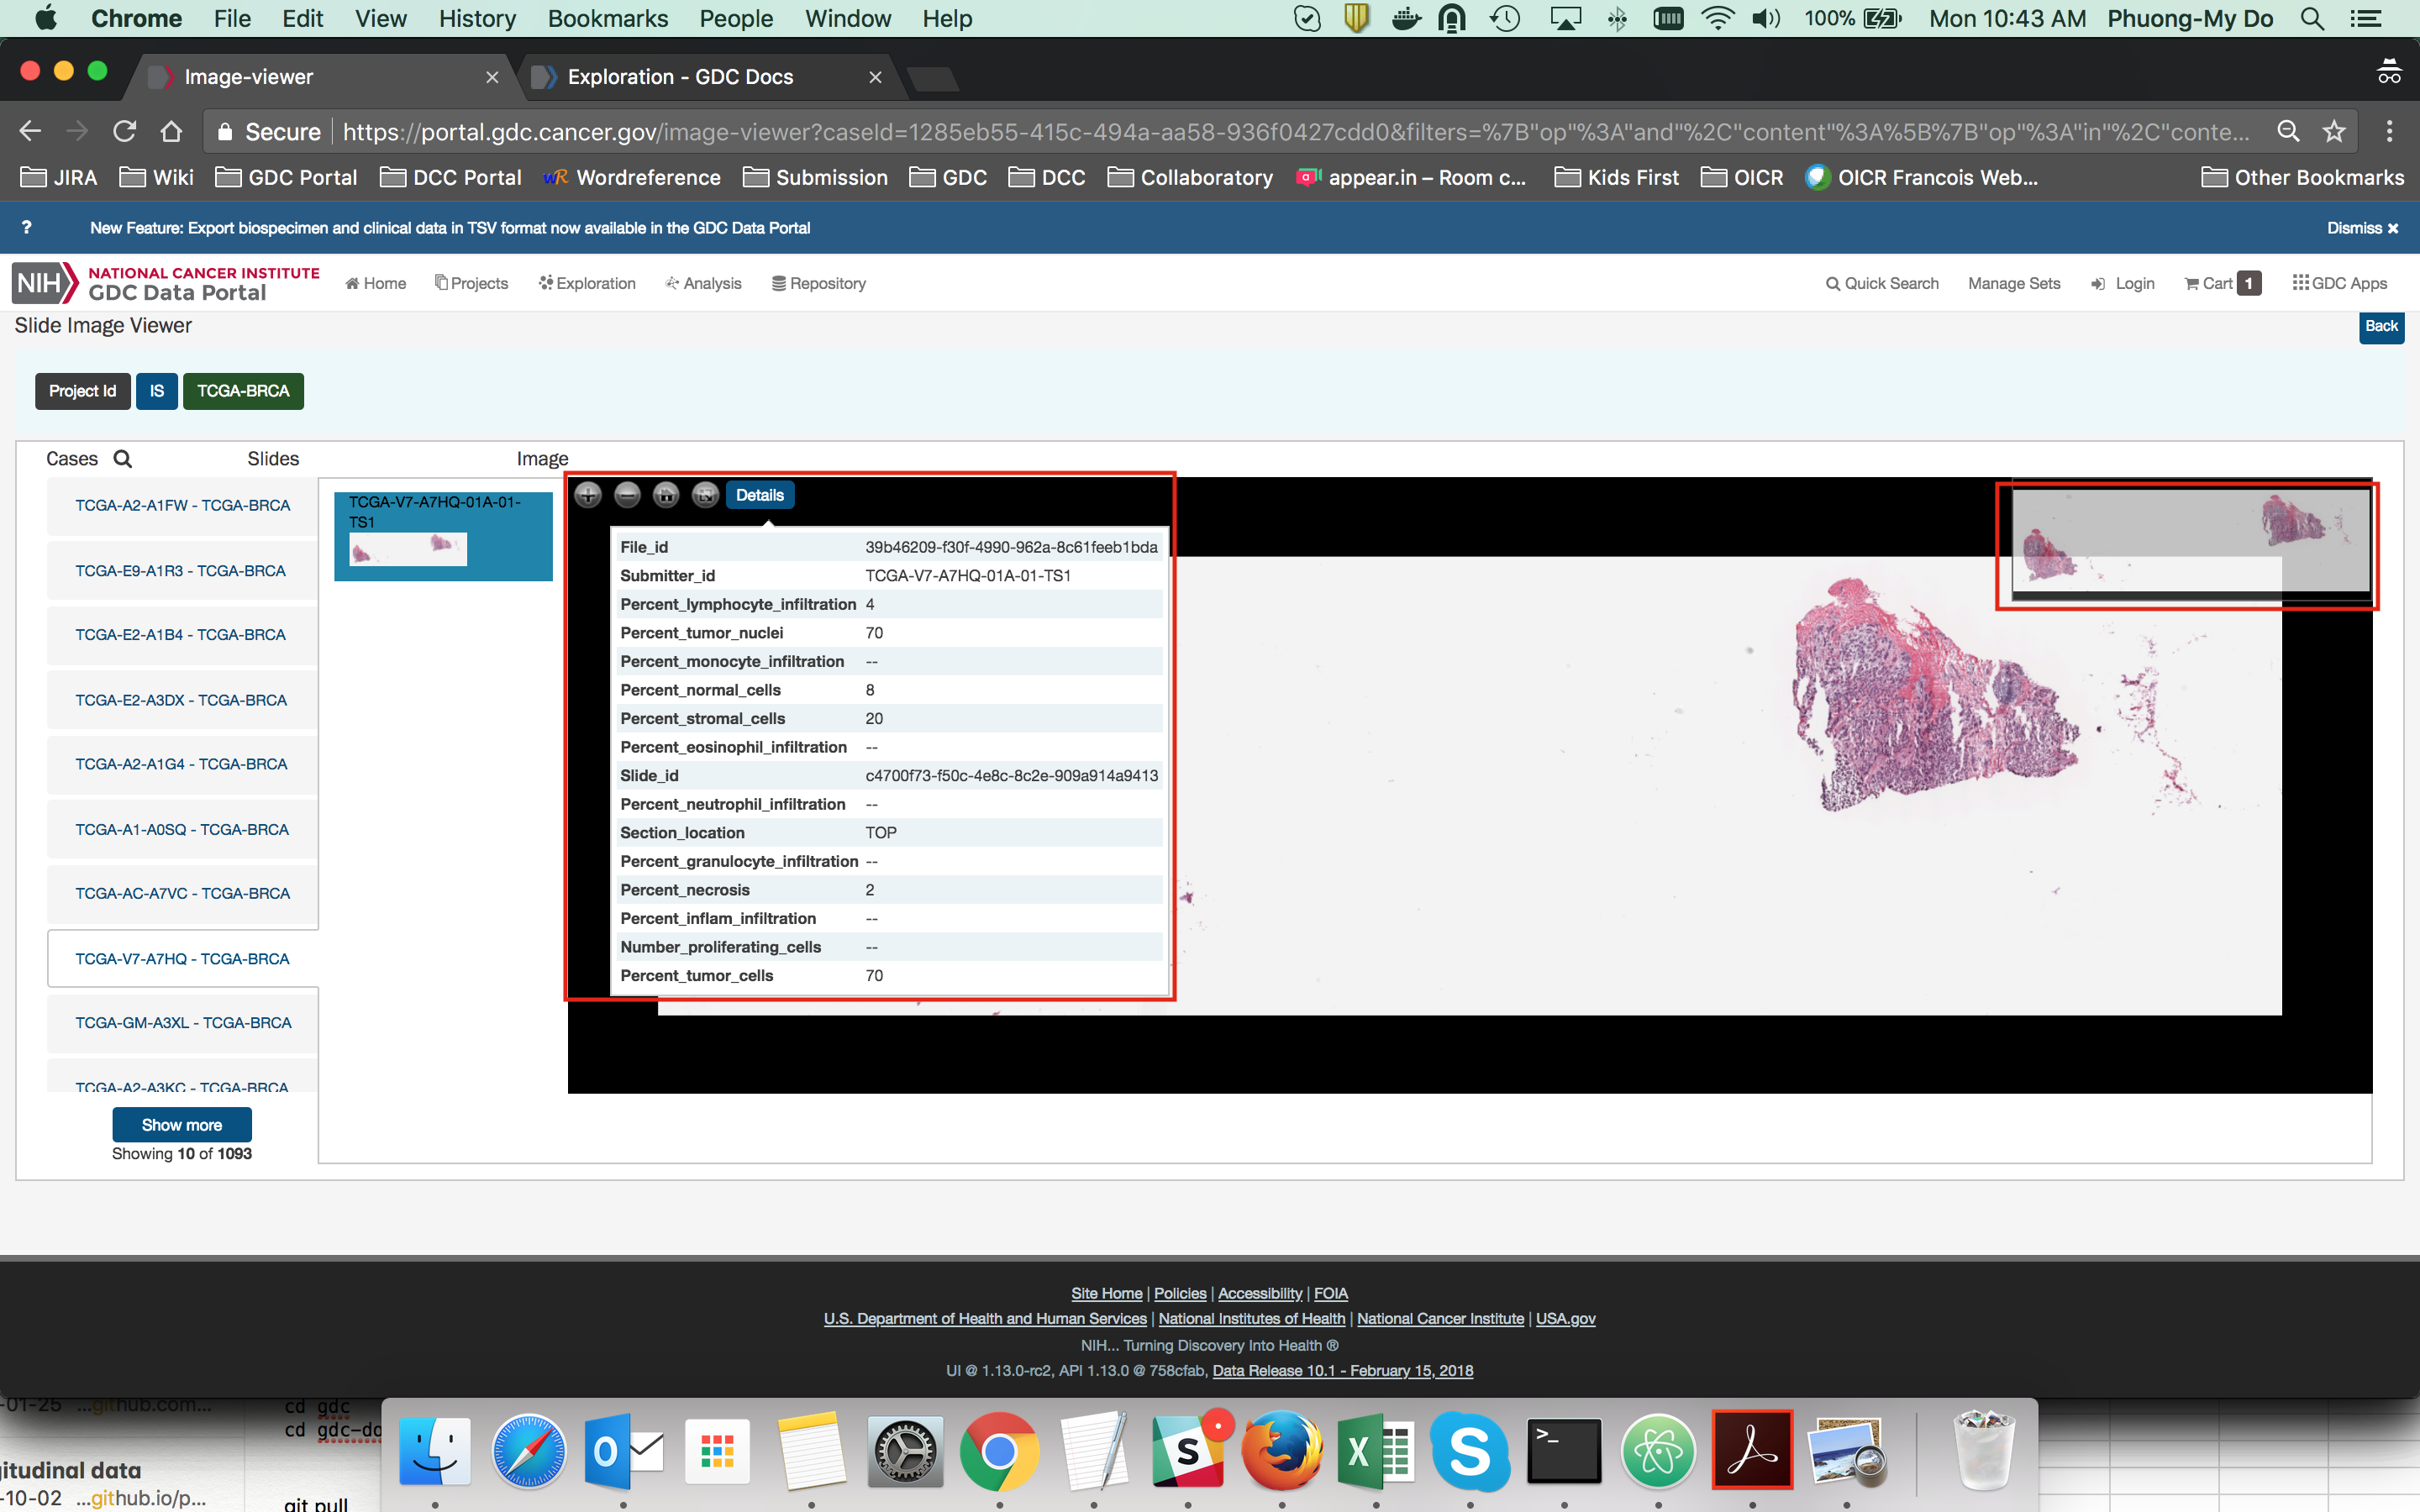 Chrome File Edit View History Bookmarks People Window Help 100% Mon 10:43 AM Phuong-My Do
Image-viewer Exploration - GDC Docs
Secure https://portal.gdc.cancer.gov/image-viewer?caseId=1285eb55-415c-494a-aa58-936f0427cdd0&filters=%7B"op"%3A"and"%2C"content"%3A%5B%7B"op"%3A"in"%2C"conte...
JIRA Wiki GDC Portal DCC Portal WR Wordreference Submission GDC DCC Collaboratory appear.in – Room c... Kids First OICR OICR Francois Web... Other Bookmarks
? New Feature: Export biospecimen and clinical data in TSV format now available in the GDC Data Portal Dismiss ×
NIH NATIONAL CANCER INSTITUTE
GDC Data Portal
Home Projects Exploration Analysis Repository Quick Search Manage Sets Login Cart 1 GDC Apps
Slide Image Viewer Back
Project Id IS TCGA-BRCA
Cases Slides Image
TCGA-A2-A1FW - TCGA-BRCA
TCGA-E9-A1R3 - TCGA-BRCA
TCGA-E2-A1B4 - TCGA-BRCA
TCGA-E2-A3DX - TCGA-BRCA
TCGA-A2-A1G4 - TCGA-BRCA
TCGA-A1-A0SQ - TCGA-BRCA
TCGA-AC-A7VC - TCGA-BRCA
TCGA-V7-A7HQ - TCGA-BRCA
TCGA-GM-A3XL - TCGA-BRCA
TCGA-A2-A3KC - TCGA-BRCA
Show more
Showing 10 of 1093
TCGA-V7-A7HQ-01A-01-
TS1
Details
File_id 39b46209-f30f-4990-962a-8c61feeb1bda
Submitter_id TCGA-V7-A7HQ-01A-01-TS1
Percent_lymphocyte_infiltration 4
Percent_tumor_nuclei 70
Percent_monocyte_infiltration --
Percent_normal_cells 8
Percent_stromal_cells 20
Percent_eosinophil_infiltration --
Slide_id c4700f73-f50c-4e8c-8c2e-909a914a9413
Percent_neutrophil_infiltration --
Section_location TOP
Percent_granulocyte_infiltration --
Percent_necrosis 2
Percent_inflam_infiltration --
Number_proliferating_cells --
Percent_tumor_cells 70
Site Home | Policies | Accessibility | FOIA
U.S. Department of Health and Human Services | National Institutes of Health | National Cancer Institute | USA.gov
NIH... Turning Discovery Into Health ®
UI @ 1.13.0-rc2, API 1.13.0 @ 758cfab, Data Release 10.1 - February 15, 2018
-01-25 ...github.com... cd gdc
cd gdc-do
gitudinal data
-10-02 ...github.io/p... git pull